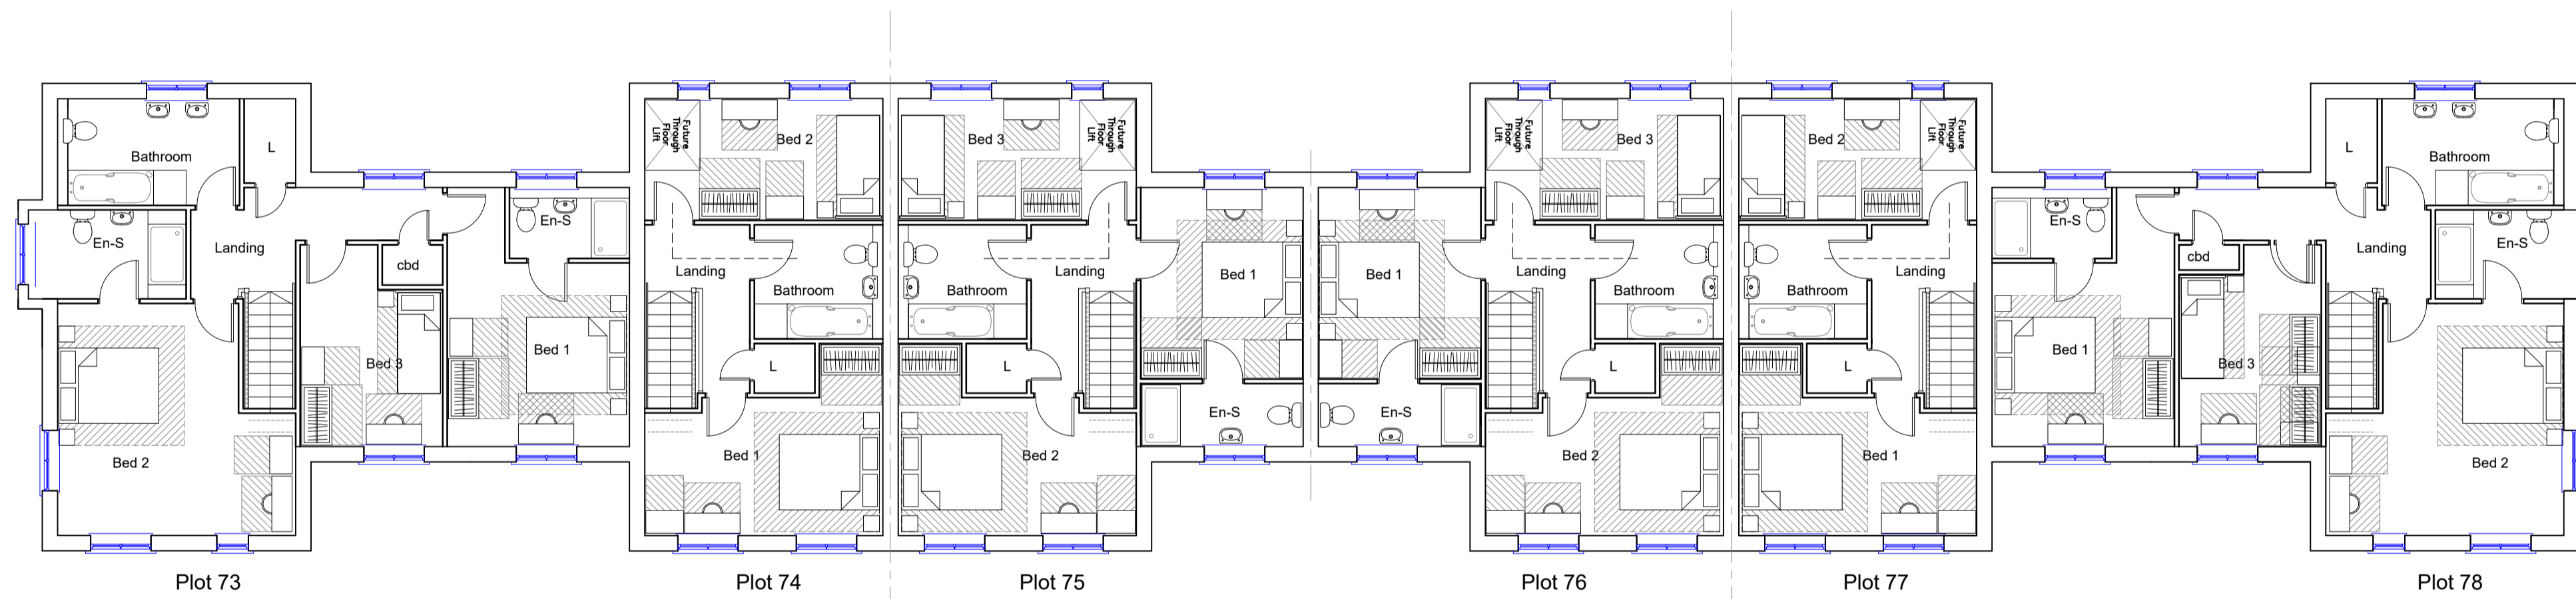 Bathroom
L
En-S
Landing
cbd
En-S
Bed 3
Bed 1
Bed 2
Plot 73
Future
Through
Floor
Lift
Bed 2
Landing
Bathroom
L
Bed 1
Plot 74
Bed 3
Future
Through
Floor
Lift
Bathroom
Landing
Bed 1
L
En-S
Bed 2
Plot 75
Future
Through
Floor
Lift
Bed 3
Bed 1
Landing
Bathroom
L
En-S
Bed 2
Plot 76
Bed 2
Future
Through
Floor
Lift
Landing
Bathroom
L
Bed 1
Plot 77
L
Bathroom
En-S
cbd
Landing
En-S
Bed 1
Bed 3
Bed 2
Plot 78